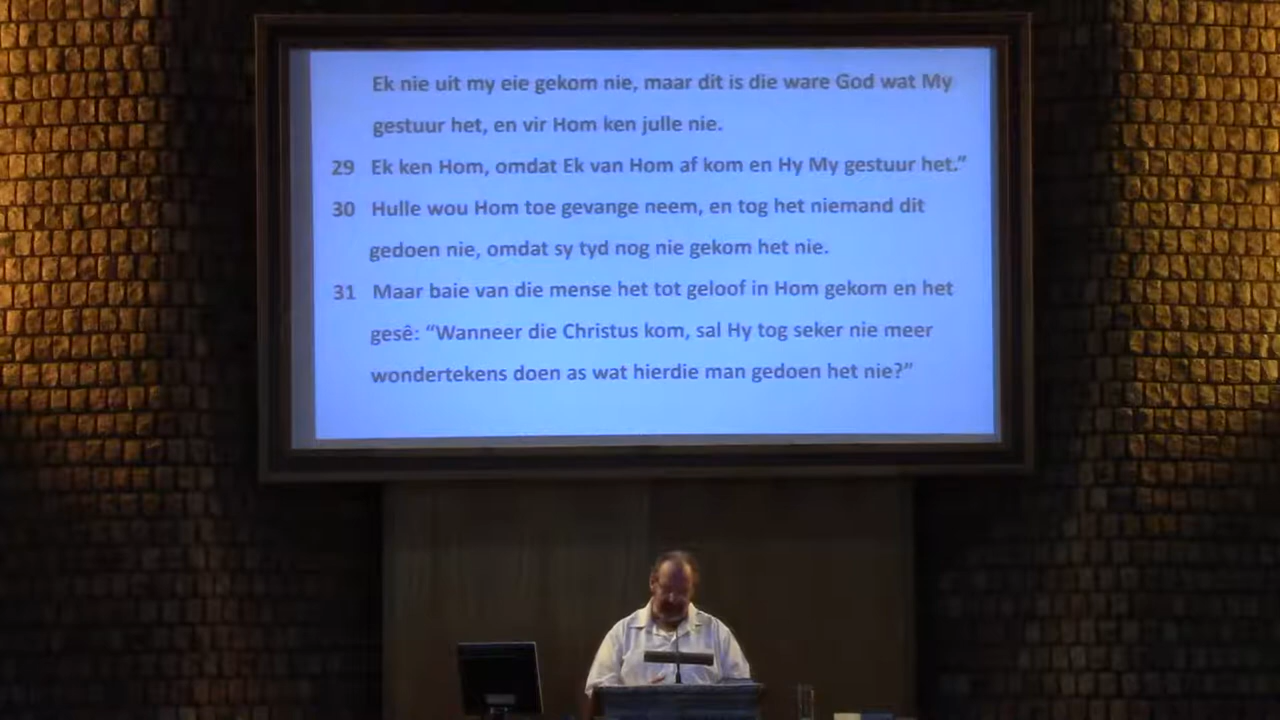 Ek nie uit my eie gekom nie, maar dit is die ware God wat My
gestuur het, en vir Hom ken julle nie.
29 Ek ken Hom, omdat Ek van Hom af kom en Hy My gestuur het.”
30 Hulle wou Hom toe gevange neem, en tog het niemand dit
gedoen nie, omdat sy tyd nog nie gekom het nie.
31 Maar baie van die mense het tot geloof in Hom gekom en het
gesê: “Wanneer die Christus kom, sal Hy tog seker nie meer
wondertekens doen as wat hierdie man gedoen het nie?”